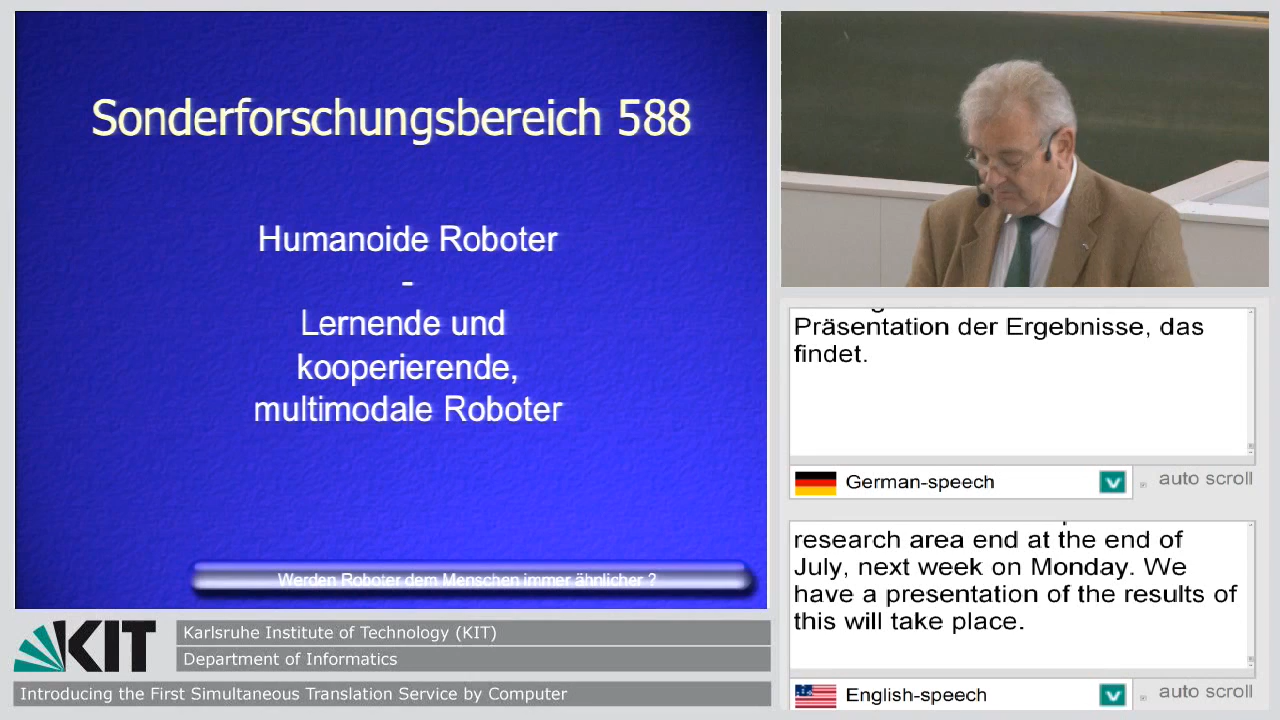 Sonderforschungsbereich 588
Humanoide Roboter
-
Lernende und
kooperierende,
multimodale Roboter
Werden Roboter dem Menschen immer ähnlicher ?
Präsentation der Ergebnisse, das
findet.
German-speech
auto scroll
research area end at the end of
July, next week on Monday. We
have a presentation of the results of
this will take place.
English-speech
auto scroll
KIT
Karlsruhe Institute of Technology (KIT)
Department of Informatics
Introducing the First Simultaneous Translation Service by Computer